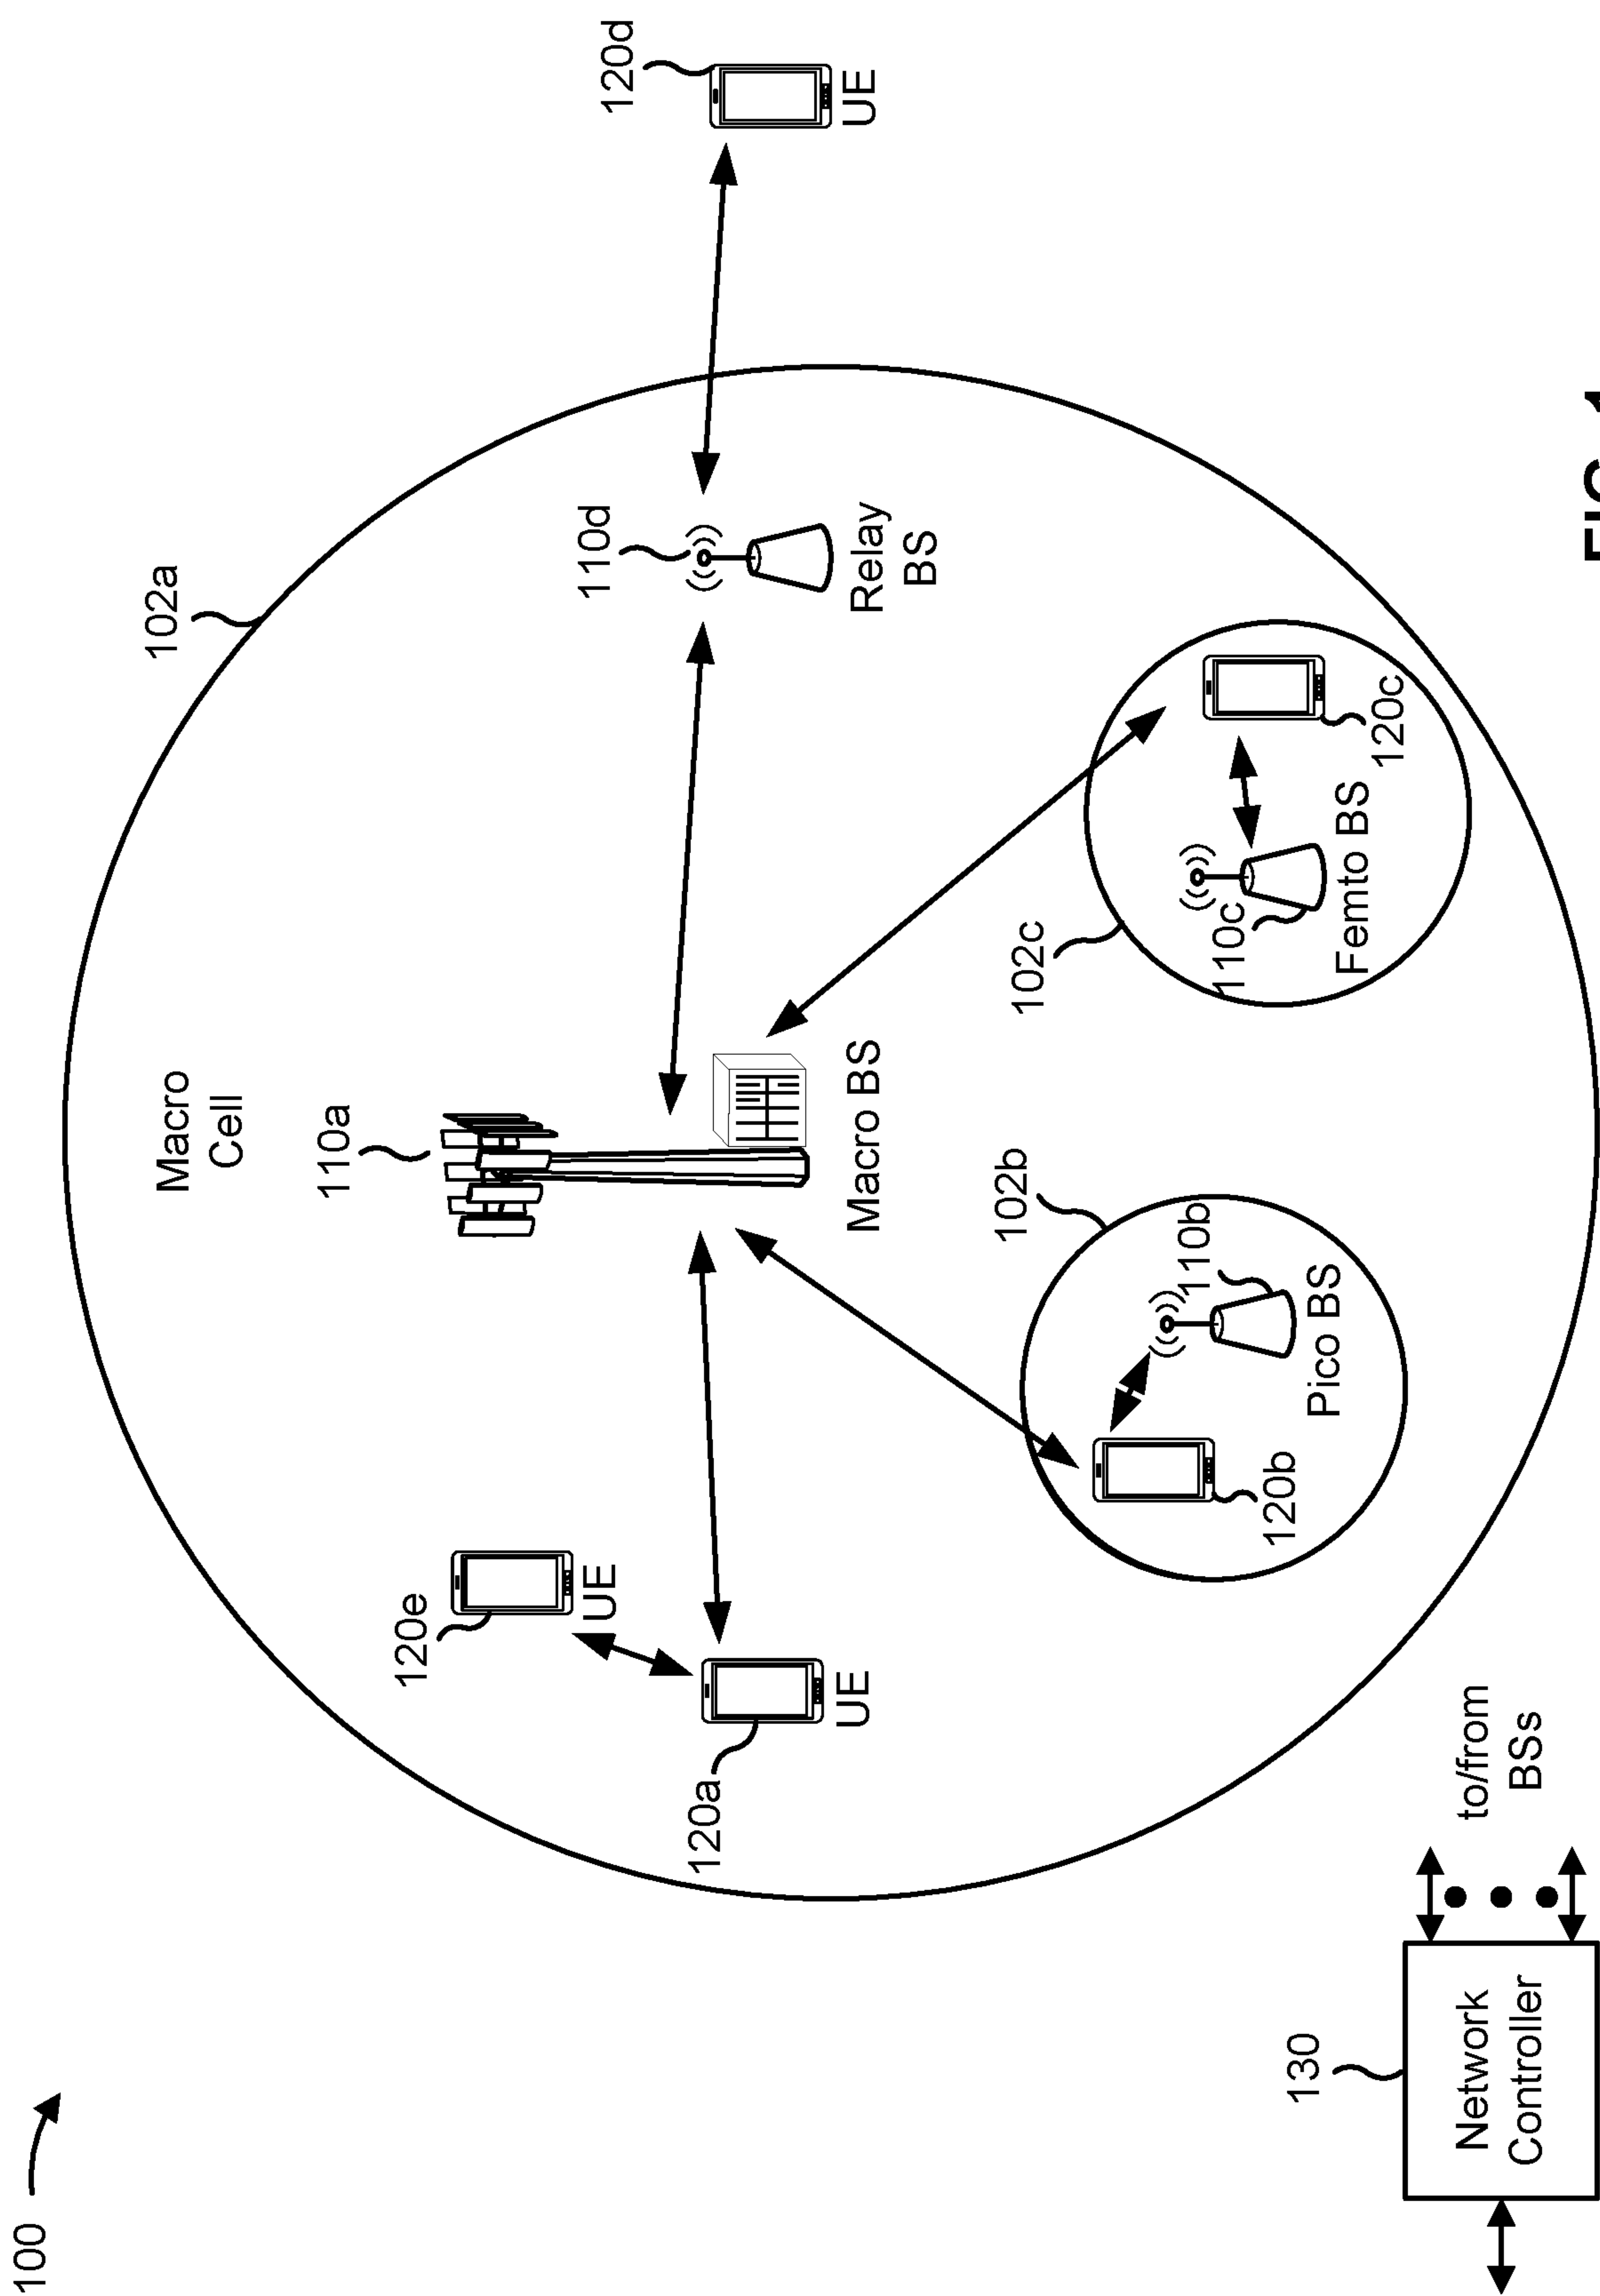 100
102a
Macro
Cell
110a
120d
UE
110d
Relay
BS
120e
UE
120a
UE
Macro BS
102b
110b
Pico BS
120b
102c
110c
Femto BS
120c
130
Network
Controller
to/from
BSs